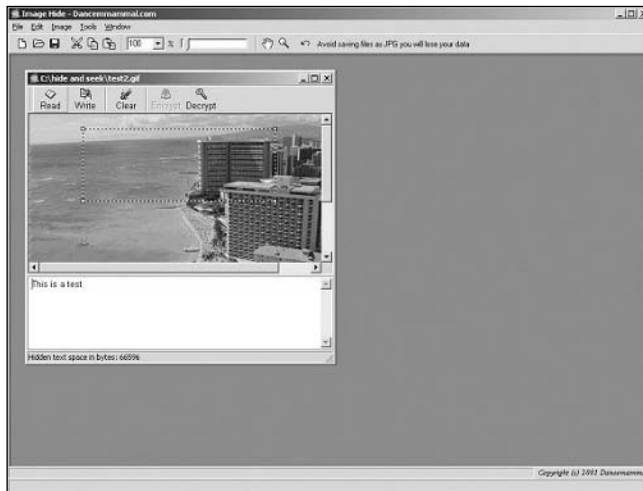 Image Hide - Dancemmammal.com
File Edit Image Tools Window
100 % Avoid saving files as JPG you will lose your data
C:\hide and seek\test2.gif
Read Write Clear Encrypt Decrypt
This is a test
Hidden text space in bytes: 66596
Copyright (c) 2001 Dancemammal